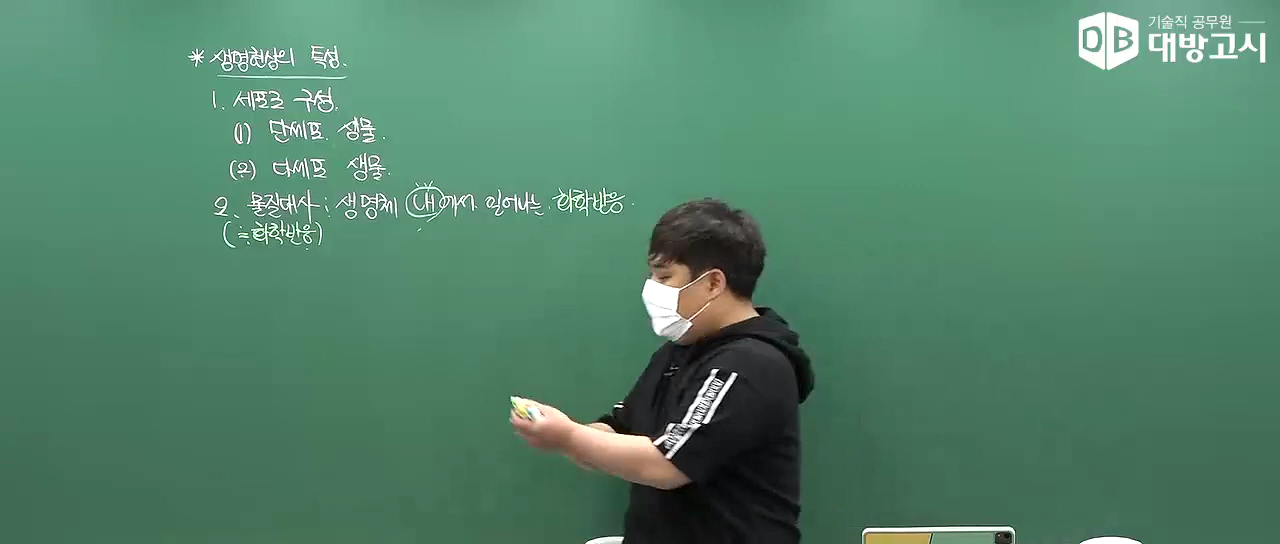 기술직 공무원
DB 대방고시
* 생명현상의 특성.
1. 세포로 구성.
(1) 단세포 생물.
(2) 다세포 생물.
2. 물질대사 : 생명체 내에서 일어나는 화학반응.
(≒화학반응)